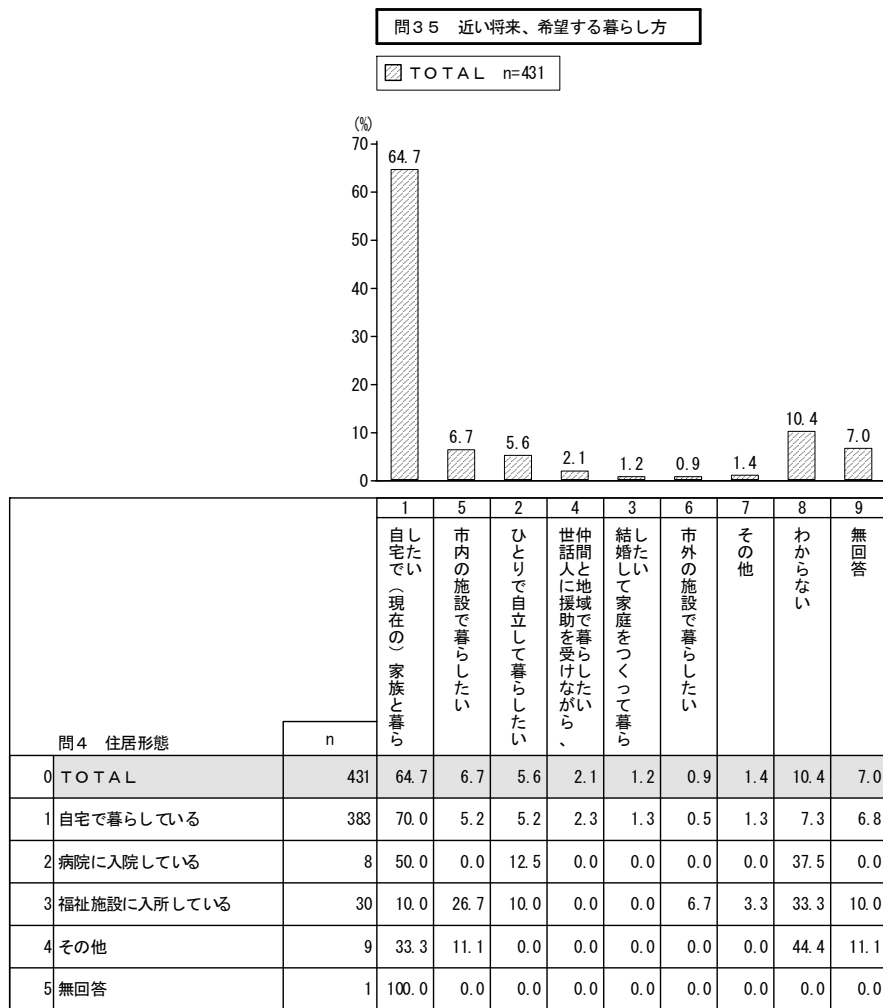 問35 近い将来、希望する暮らし方
TOTAL n=431
(%)
70
60
50
40
30
20
10
0
64.7
6.7
5.6
2.1
1.2
0.9
1.4
10.4
7.0
1 5 2 4 3 6 7 8 9
自宅で（現在の）家族と暮ら
したい
市内の施設で暮らしたい
ひとりで自立して暮らしたい
世話人に援助を受けながら、
仲間と地域で暮らしたい
結婚して家庭をつくって暮ら
したい
市外の施設で暮らしたい
その他
わからない
無回答
問4 住居形態 n
0 TOTAL 431 64.7 6.7 5.6 2.1 1.2 0.9 1.4 10.4 7.0
1 自宅で暮らしている 383 70.0 5.2 5.2 2.3 1.3 0.5 1.3 7.3 6.8
2 病院に入院している 8 50.0 0.0 12.5 0.0 0.0 0.0 0.0 37.5 0.0
3 福祉施設に入所している 30 10.0 26.7 10.0 0.0 0.0 6.7 3.3 33.3 10.0
4 その他 9 33.3 11.1 0.0 0.0 0.0 0.0 0.0 44.4 11.1
5 無回答 1 100.0 0.0 0.0 0.0 0.0 0.0 0.0 0.0 0.0